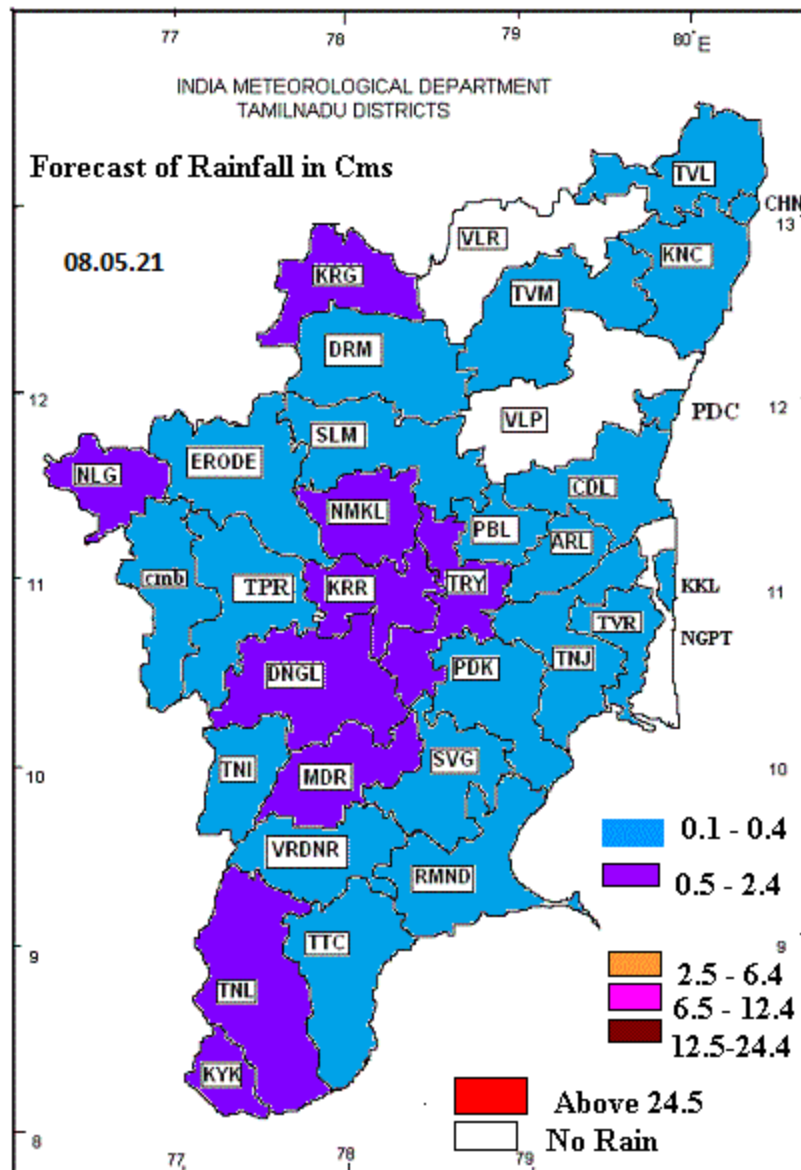 77 78 79 80°E
INDIA METEOROLOGICAL DEPARTMENT
TAMILNADU DISTRICTS
Forecast of Rainfall in Cms
TVL
CHN
13
VLR
KNC
08.05.21
KRG
TVM
DRM
12
12
PDC
VLP
SLM
ERODE
NLG
CDL
NMKL
PBL
ARL
cmb
11
TPR
KRR
TRY
KKL
11
TVR
NGPT
DNGL
PDK
TNJ
10
TNI
MDR
SVG
10
0.1 - 0.4
VRDNR
RMND
0.5 - 2.4
9
TTC
9
2.5 - 6.4
TNL
6.5 - 12.4
12.5-24.4
KYK
Above 24.5
8
No Rain
77 78 79